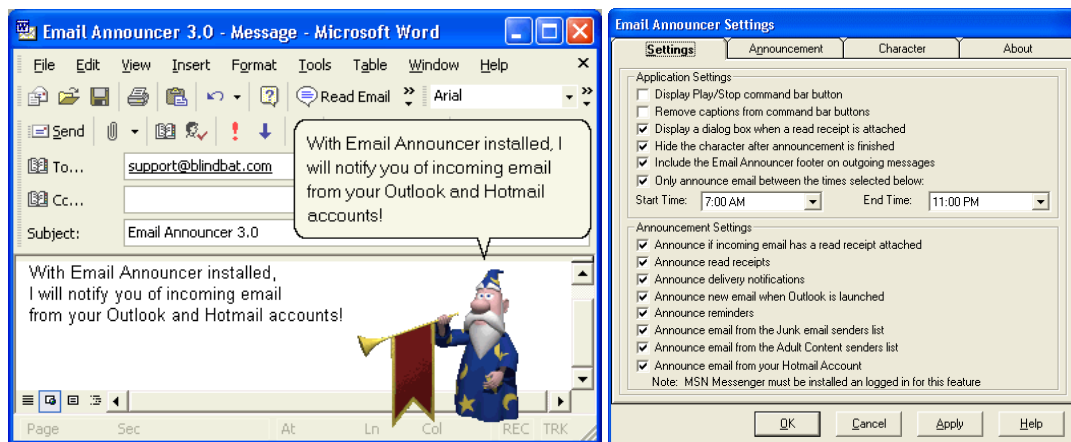 Email Announcer 3.0 - Message - Microsoft Word
File Edit View Insert Format Tools Table Window Help
Read Email Arial
Send
To... support@blindbat.com
Cc...
Subject: Email Announcer 3.0
With Email Announcer installed, I
will notify you of incoming email
from your Outlook and Hotmail
accounts!
With Email Announcer installed,
I will notify you of incoming email
from your Outlook and Hotmail accounts!
Page Sec At Ln Col REC TRK
Email Announcer Settings
Settings Announcement Character About
Application Settings
Display Play/Stop command bar button
Remove captions from command bar buttons
Display a dialog box when a read receipt is attached
Hide the character after announcement is finished
Include the Email Announcer footer on outgoing messages
Only announce email between the times selected below:
Start Time: 7:00 AM End Time: 11:00 PM
Announcement Settings
Announce if incoming email has a read receipt attached
Announce read receipts
Announce delivery notifications
Announce new email when Outlook is launched
Announce reminders
Announce email from the Junk email senders list
Announce email from the Adult Content senders list
Announce email from your Hotmail Account
Note: MSN Messenger must be installed an logged in for this feature
OK Cancel Apply Help